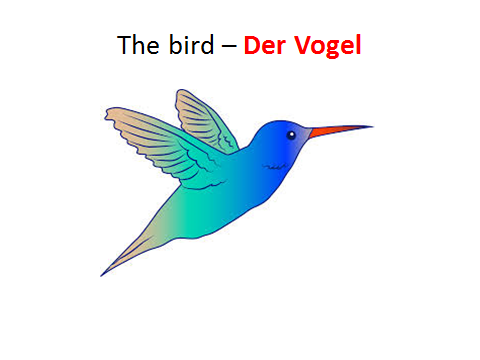 The bird – Der Vogel